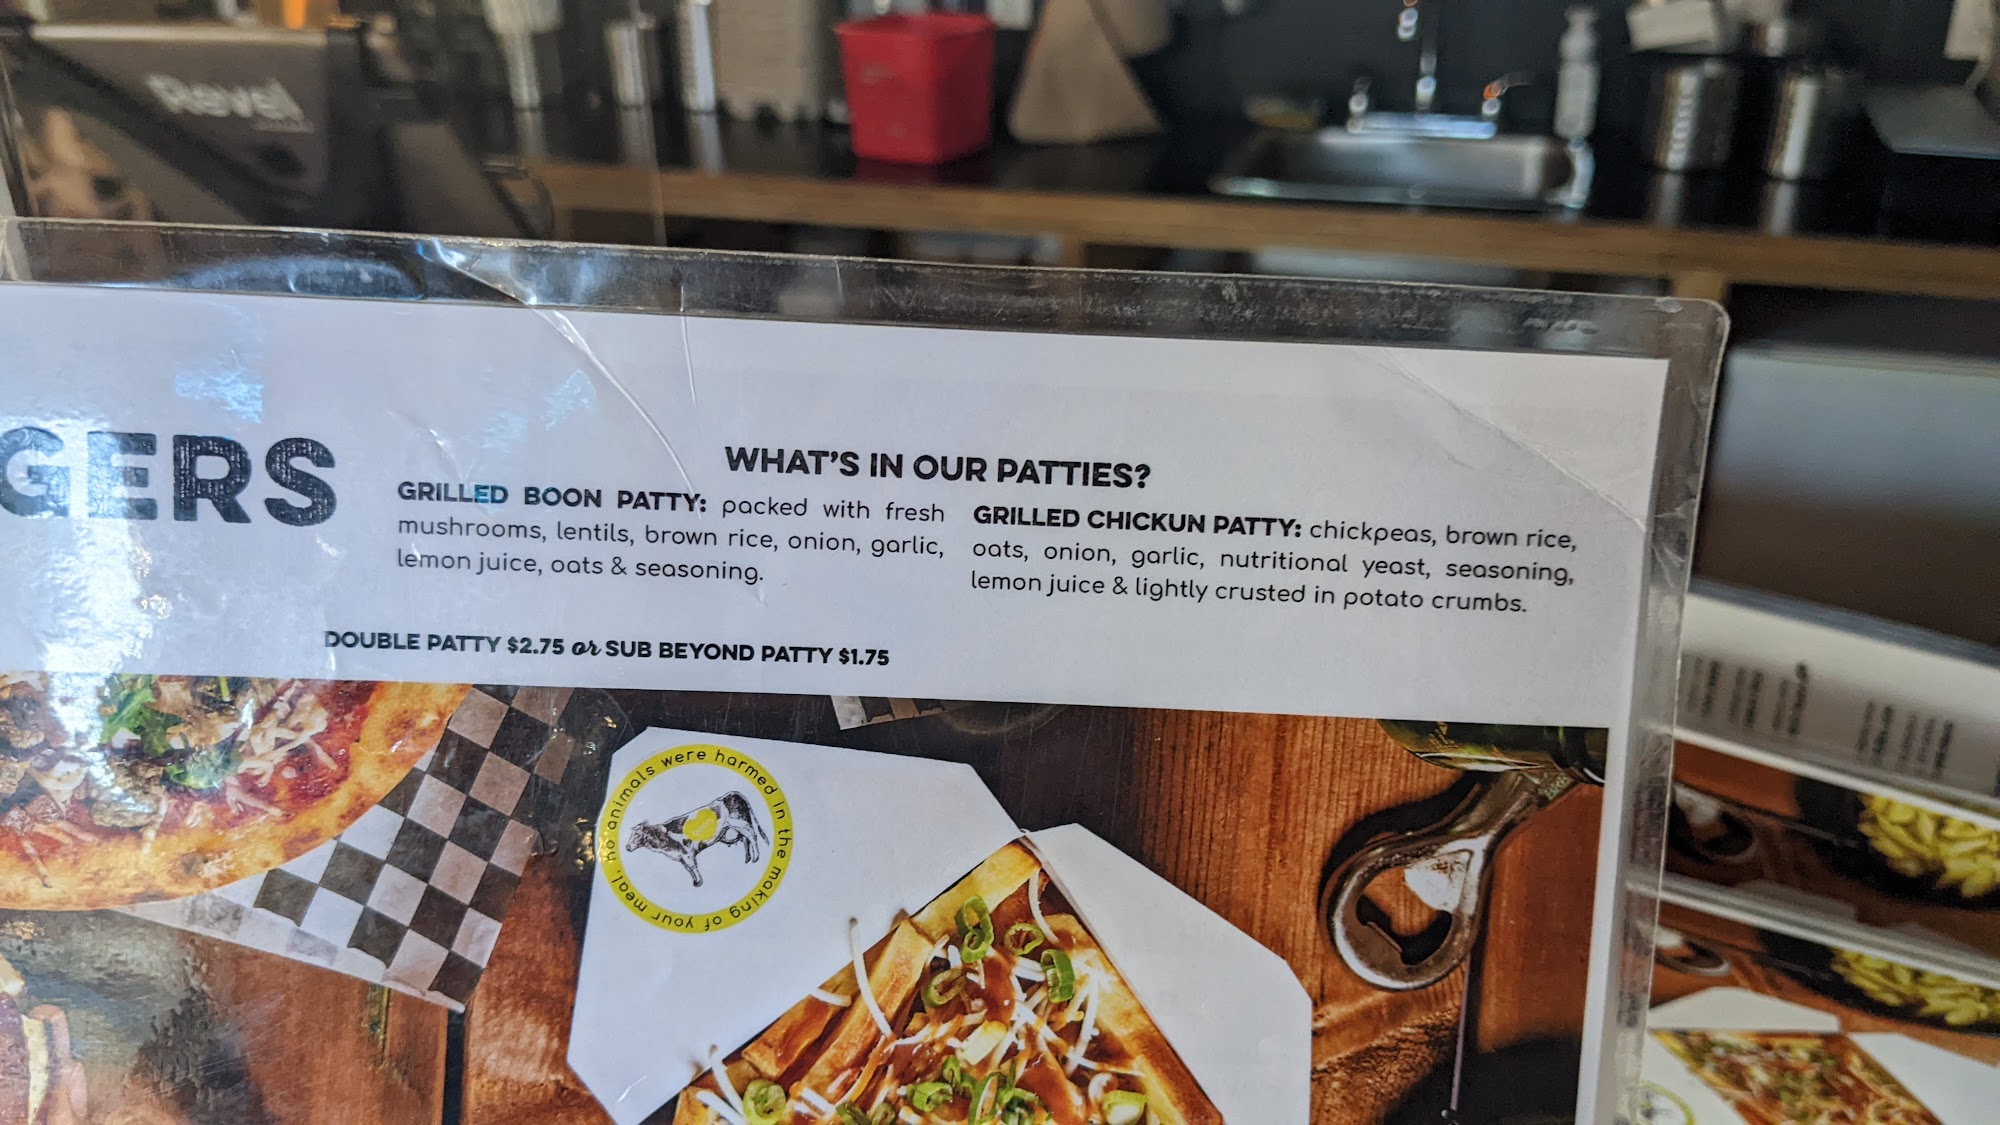 Revel
GERS
WHAT'S IN OUR PATTIES?
GRILLED BOON PATTY: packed with fresh
mushrooms, lentils, brown rice, onion, garlic,
lemon juice, oats & seasoning.
GRILLED CHICKUN PATTY: chickpeas, brown rice,
oats, onion, garlic, nutritional yeast, seasoning,
lemon juice & lightly crusted in potato crumbs.
DOUBLE PATTY $2.75 or SUB BEYOND PATTY $1.75
no animals were harmed in the making of your meal.